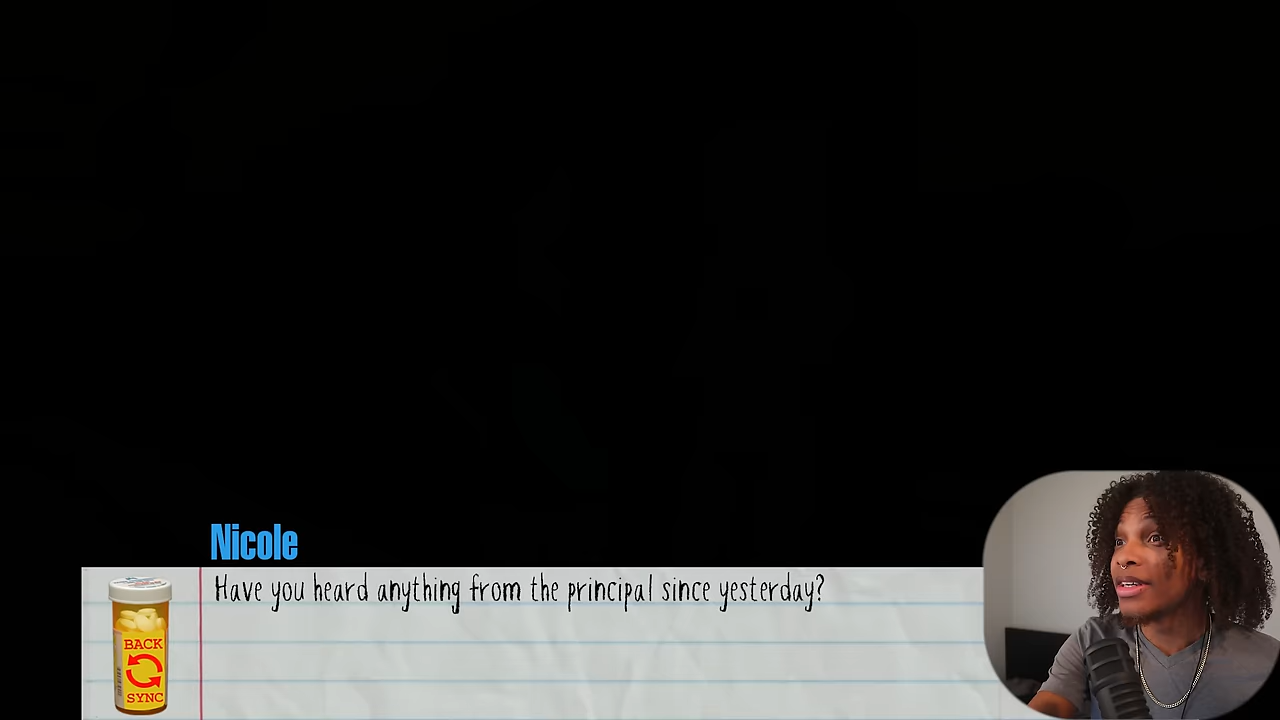 Nicole
Have you heard anything from the principal since yesterday?
BACK
SYNC